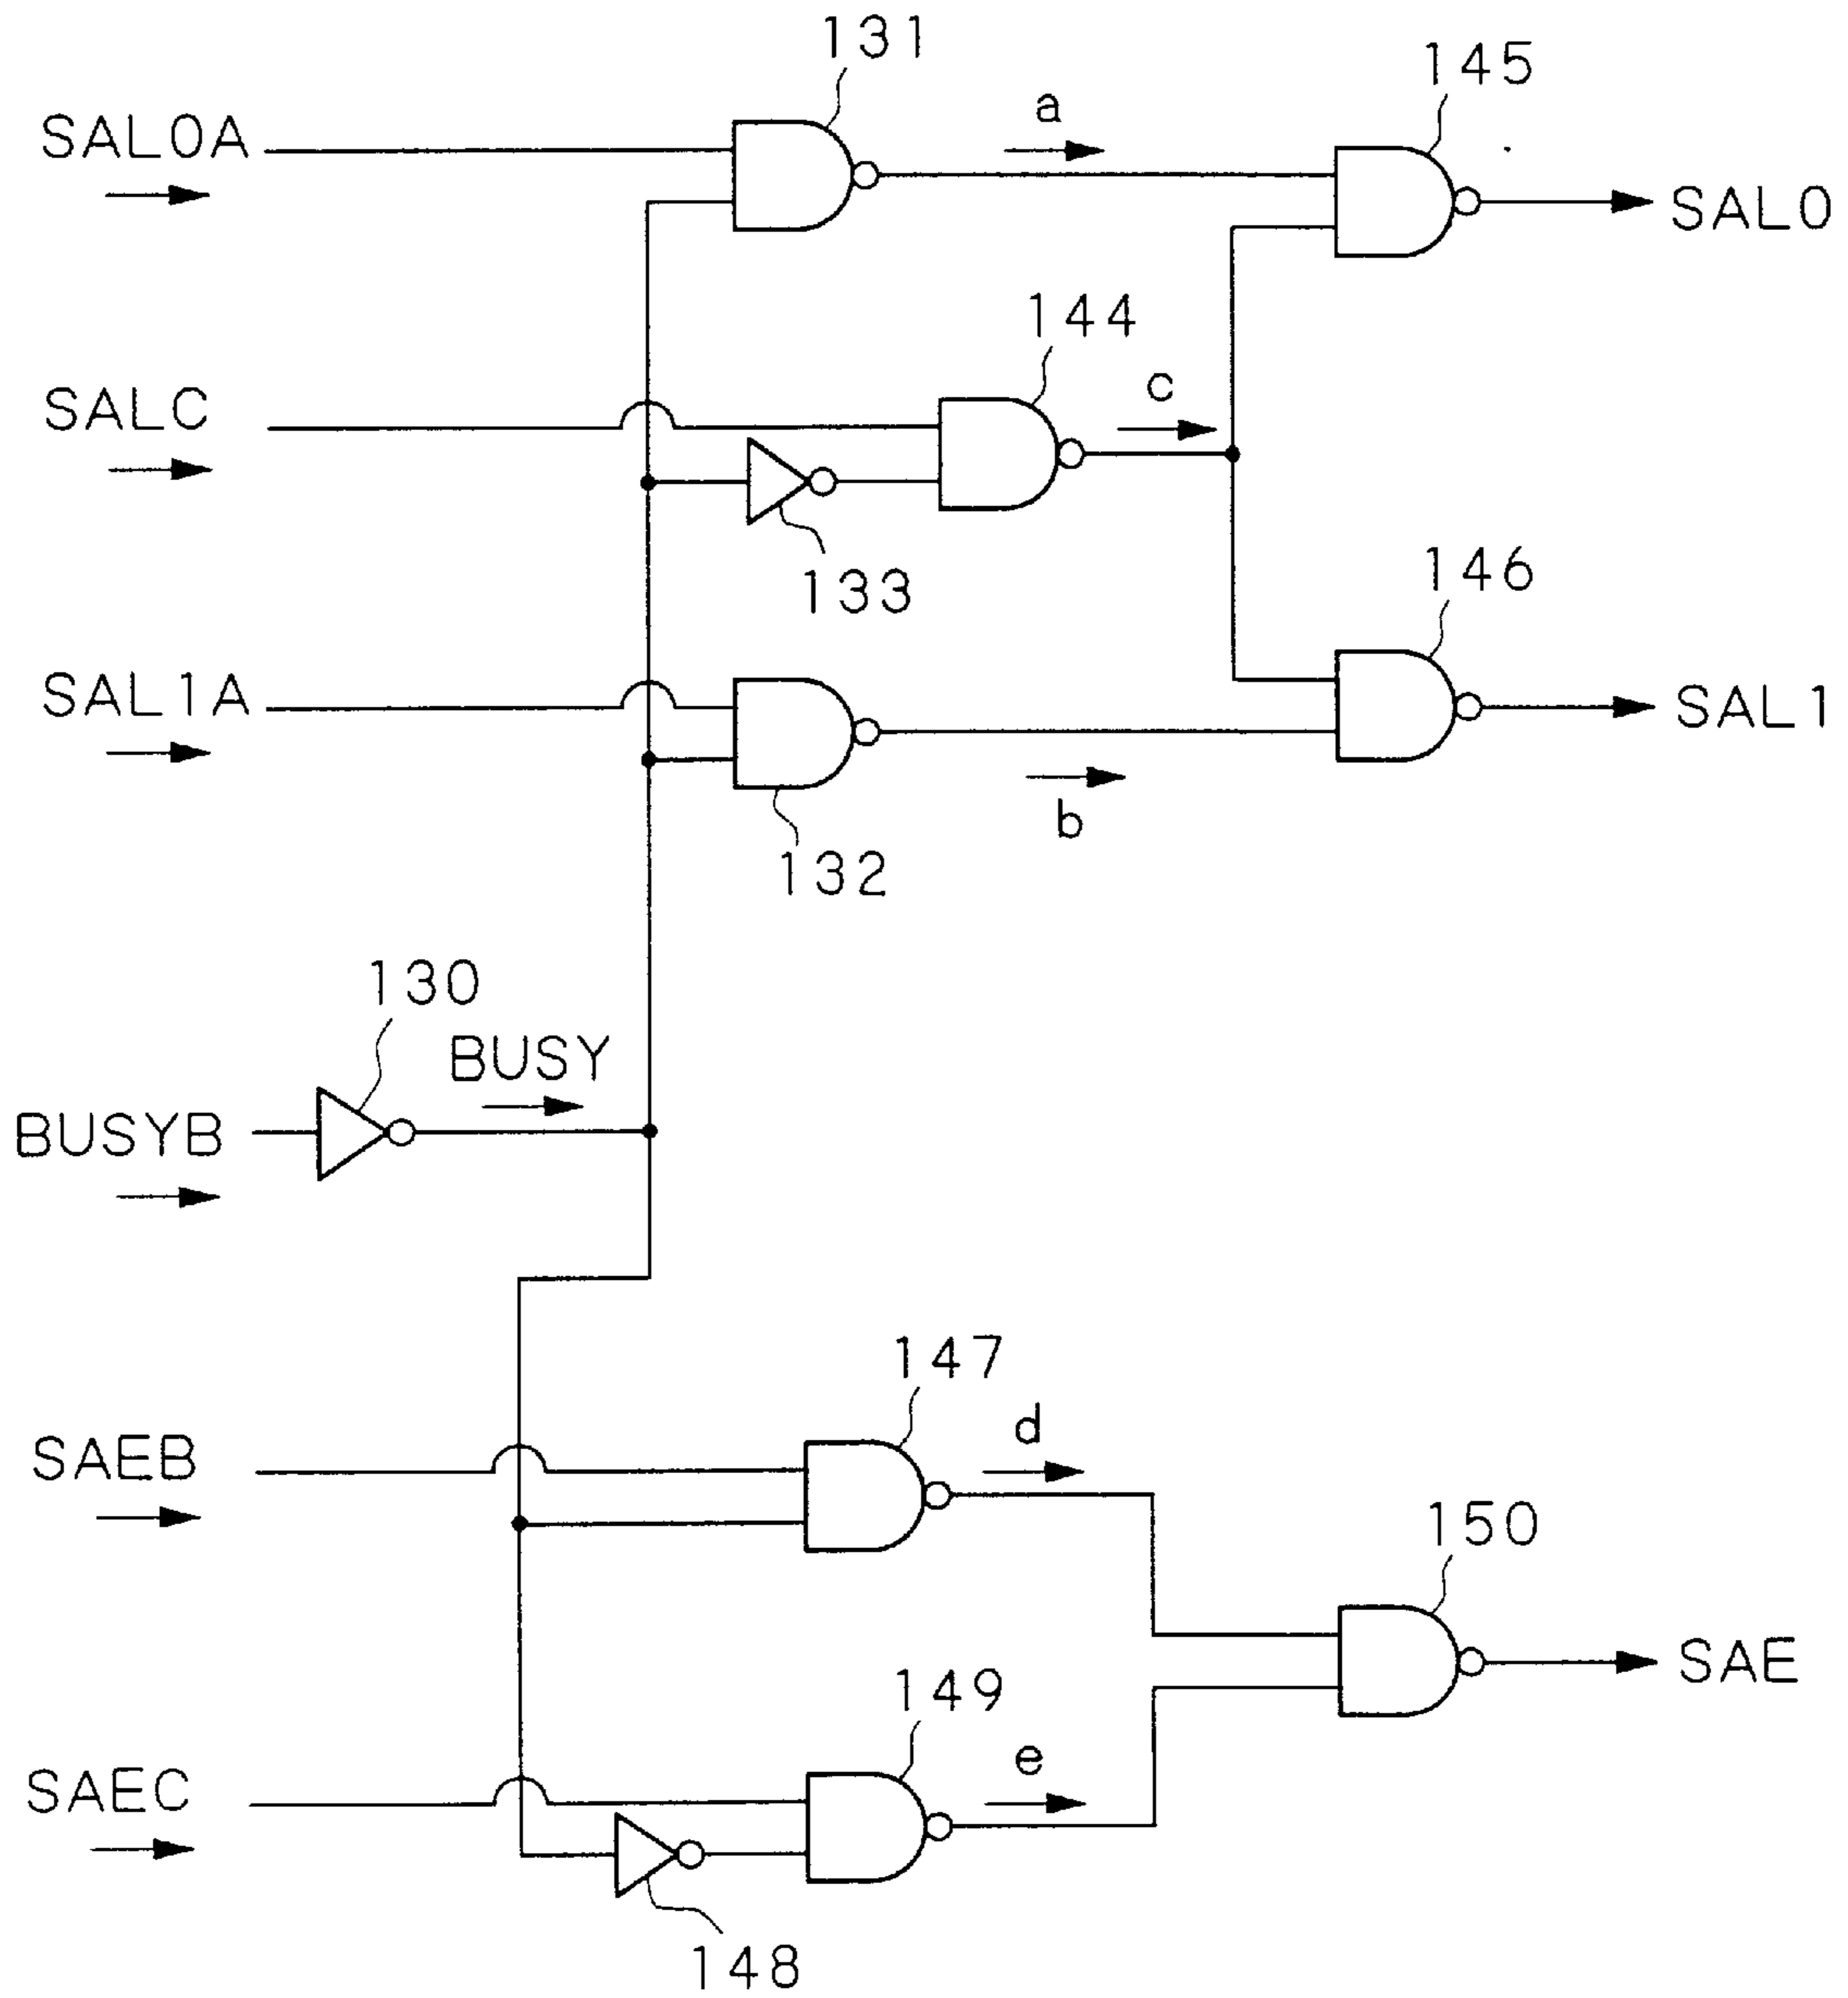 131
145
a
SAL0A
SAL0
144
c
SALC
133
146
SAL1A
SAL1
b
132
130
BUSY
BUSYB
147
d
SAEB
150
SAE
149
e
SAEC
148